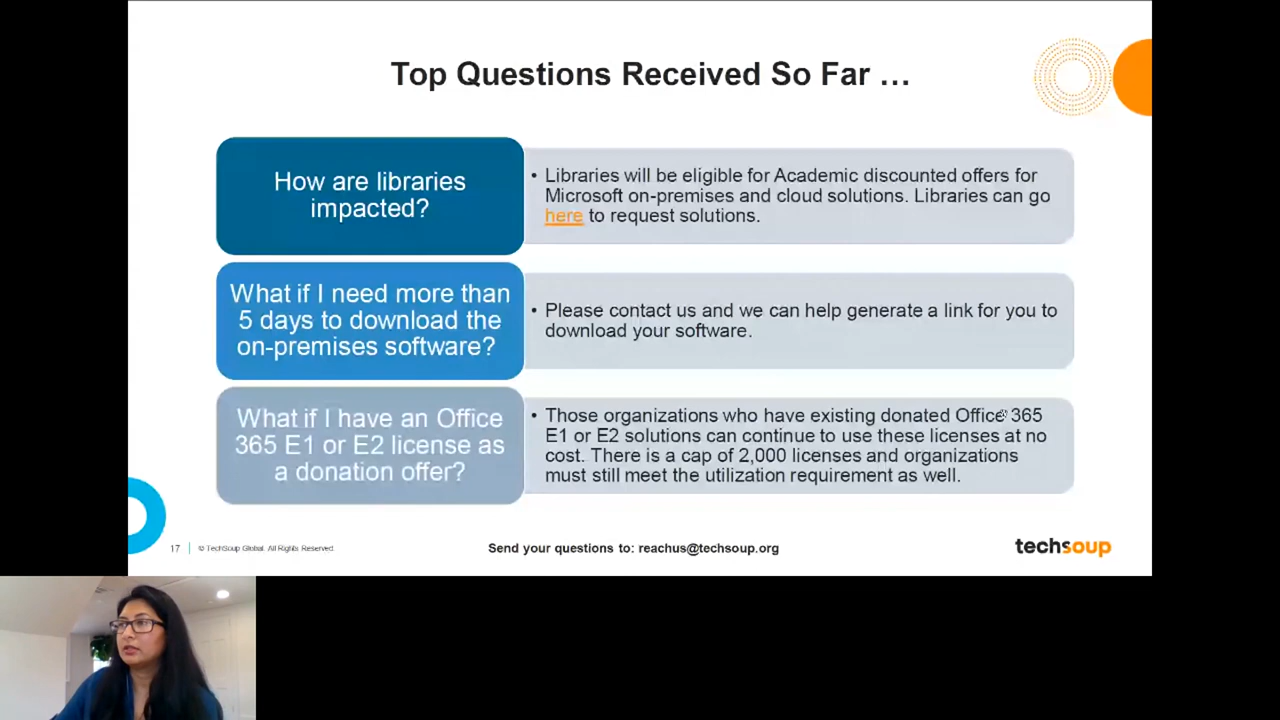 Top Questions Received So Far …
How are libraries
impacted?
• Libraries will be eligible for Academic discounted offers for
Microsoft on-premises and cloud solutions. Libraries can go
here to request solutions.
What if I need more than
5 days to download the
on-premises software?
• Please contact us and we can help generate a link for you to
download your software.
What if I have an Office
365 E1 or E2 license as
a donation offer?
• Those organizations who have existing donated Office 365
E1 or E2 solutions can continue to use these licenses at no
cost. There is a cap of 2,000 licenses and organizations
must still meet the utilization requirement as well.
17
© TechSoup Global. All Rights Reserved.
Send your questions to: reachus@techsoup.org
techsoup